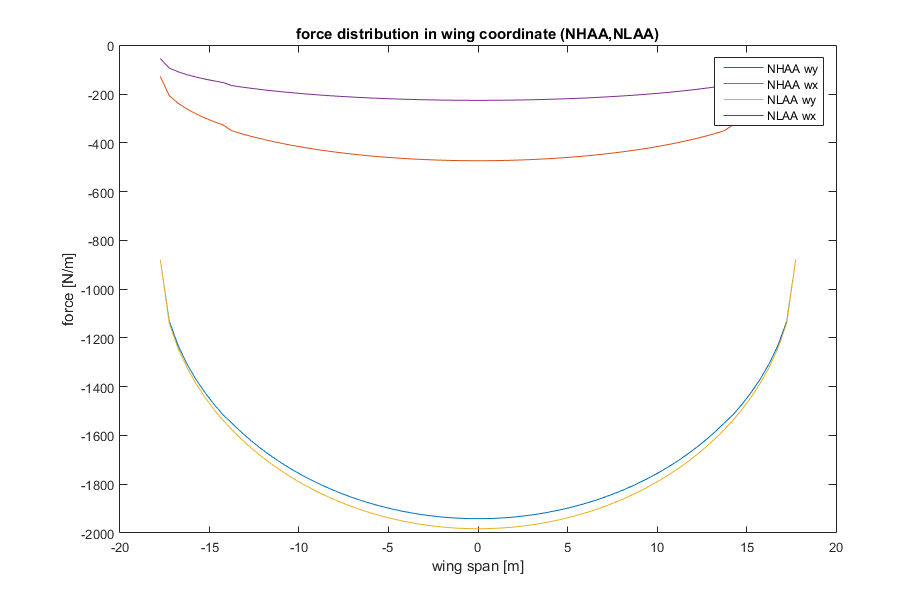 force distribution in wing coordinate (NHAA,NLAA)
0
-200
-400
-600
-800
-1000
-1200
-1400
-1600
-1800
-2000
force [N/m]
NHAA wy
NHAA wx
NLAA wy
NLAA wx
-20
-15
-10
-5
0
5
10
15
20
wing span [m]